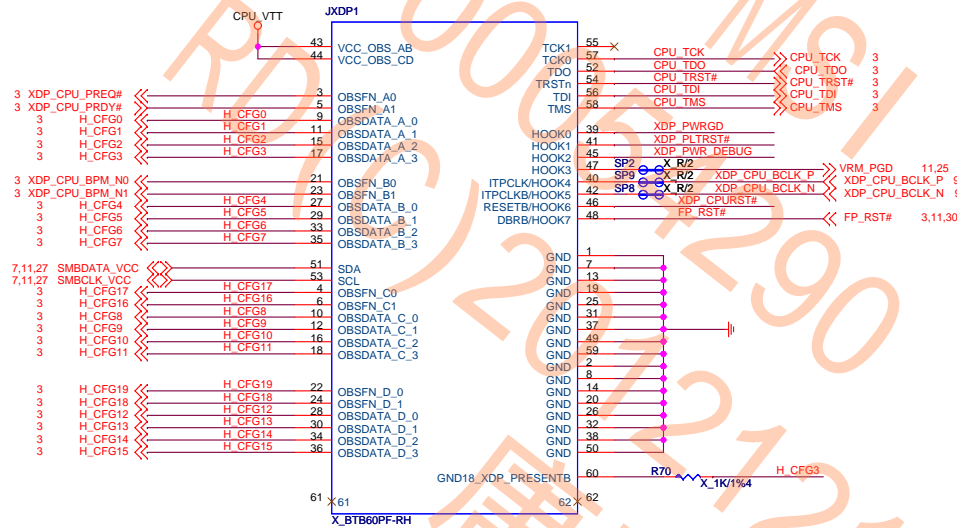 CPU_VTT
JXDP1
43 VCC_OBS_AB
44 VCC_OBS_CD
3 XDP_CPU_PREQ# 3 OBSFN_A0
3 XDP_CPU_PRDY# 5 OBSFN_A1
3 H_CFG0 H_CFG0 9 OBSDATA_A_0
3 H_CFG1 H_CFG1 11 OBSDATA_A_1
3 H_CFG2 H_CFG2 15 OBSDATA_A_2
3 H_CFG3 H_CFG3 17 OBSDATA_A_3
3 XDP_CPU_BPM_N0 21 OBSFN_B0
3 XDP_CPU_BPM_N1 23 OBSFN_B1
3 H_CFG4 H_CFG4 27 OBSDATA_B_0
3 H_CFG5 H_CFG5 29 OBSDATA_B_1
3 H_CFG6 H_CFG6 33 OBSDATA_B_2
3 H_CFG7 H_CFG7 35 OBSDATA_B_3
7,11,27 SMBDATA_VCC 51 SDA
7,11,27 SMBCLK_VCC 53 SCL
3 H_CFG17 H_CFG17 4 OBSFN_C0
3 H_CFG16 H_CFG16 6 OBSFN_C1
3 H_CFG8 H_CFG8 10 OBSDATA_C_0
3 H_CFG9 H_CFG9 12 OBSDATA_C_1
3 H_CFG10 H_CFG10 16 OBSDATA_C_2
3 H_CFG11 H_CFG11 18 OBSDATA_C_3
3 H_CFG19 H_CFG19 22 OBSFN_D_0
3 H_CFG18 H_CFG18 24 OBSFN_D_1
3 H_CFG12 H_CFG12 28 OBSDATA_D_0
3 H_CFG13 H_CFG13 30 OBSDATA_D_1
3 H_CFG14 H_CFG14 34 OBSDATA_D_2
3 H_CFG15 H_CFG15 36 OBSDATA_D_3
61 61
X_BTB60PF-RH
TCK1 55
TCK0 57 CPU_TCK CPU_TCK 3
TDO 52 CPU_TDO CPU_TDO 3
TRSTn 54 CPU_TRST# CPU_TRST# 3
TDI 56 CPU_TDI CPU_TDI 3
TMS 58 CPU_TMS CPU_TMS 3
HOOK0 39 XDP_PWRGD
HOOK1 41 XDP_PLTRST#
HOOK2 45 XDP_PWR_DEBUG
HOOK3 47 SP2 X_R/2 VRM_PGD 11,25
ITPCLK/HOOK4 40 SP9 X_R/2 XDP_CPU_BCLK_P XDP_CPU_BCLK_P 9
ITPCLK/HOOK5 42 SP8 X_R/2 XDP_CPU_BCLK_N XDP_CPU_BCLK_N 9
RESETB/HOOK6 46 XDP_CPURST#
DBRB/HOOK7 48 FP_RST# FP_RST# 3,11,30
GND 1
GND 7
GND 13
GND 19
GND 25
GND 31
GND 37
GND 49
GND 59
GND 2
GND 8
GND 14
GND 20
GND 26
GND 32
GND 38
GND 50
GND18_XDP_PRESENTB 60 R70 X_1K/1%4 H_CFG3
62 62
MSI